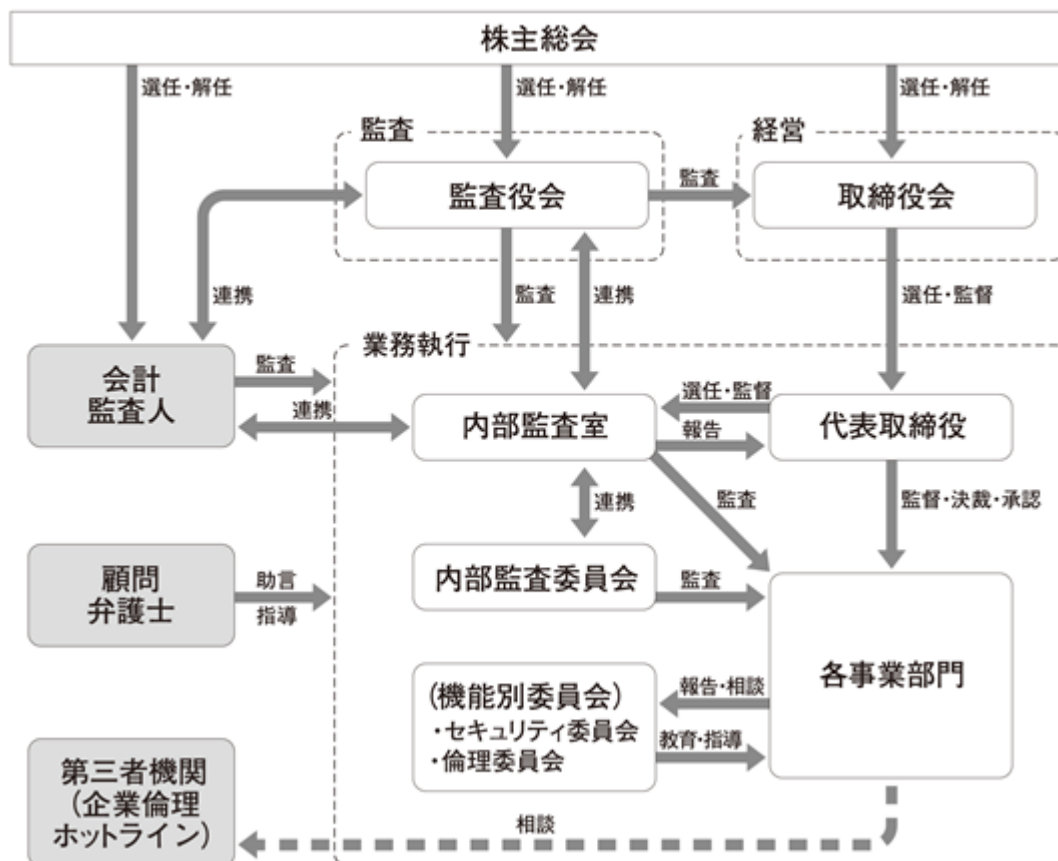 株主総会
選任・解任
選任・解任
選任・解任
監査
経営
監査役会
監査
取締役会
連携
監査
連携
選任・監督
業務執行
会計
監査人
監査
連携
内部監査室
選任・監督
報告
代表取締役
連携
監査
監督・決裁・承認
顧問
弁護士
助言
指導
内部監査委員会
監査
各事業部門
(機能別委員会)
・セキュリティ委員会
・倫理委員会
報告・相談
教育・指導
第三者機関
(企業倫理
ホットライン)
相談